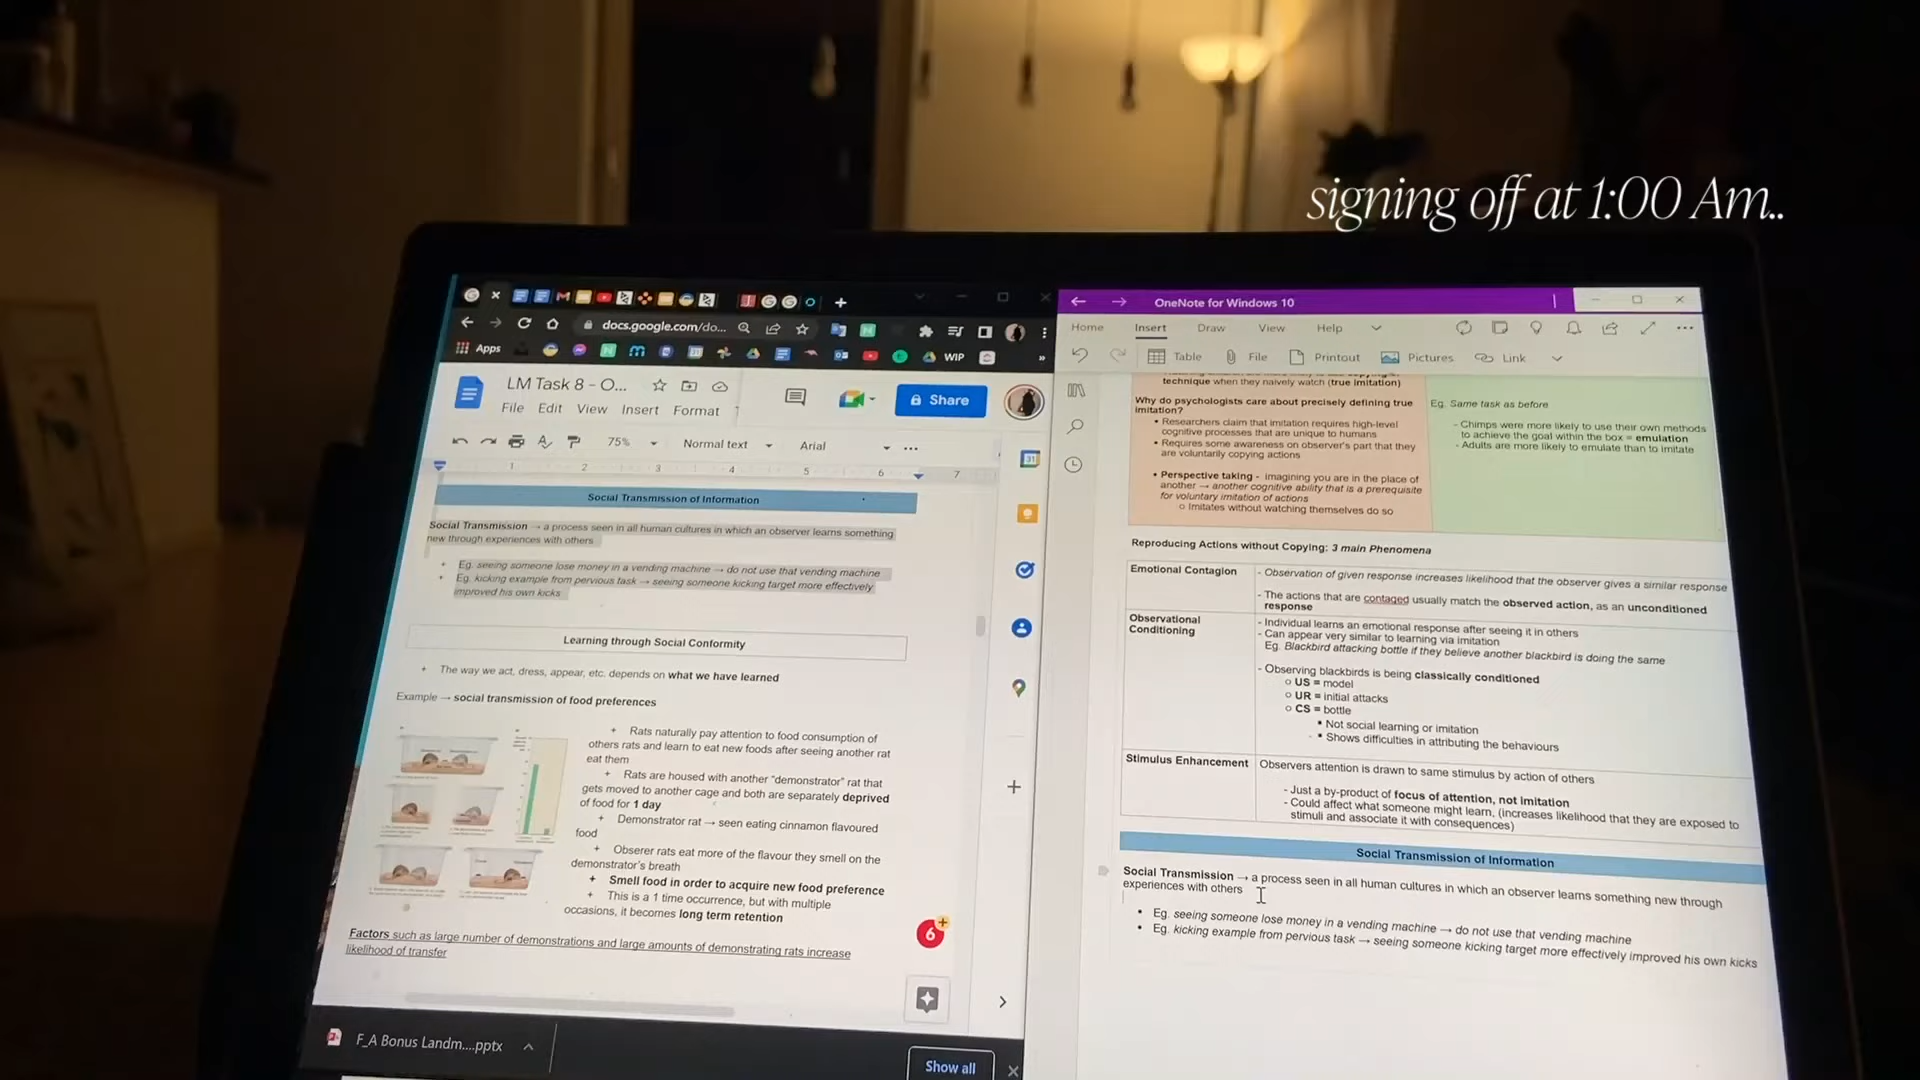 signing off at 1:00 Am..
docs.google.com/do...
Apps
WIP
LM Task 8 - O...
Share
File Edit View Insert Format
75% Normal text Arial
1 2 3 4 5 6 7
Social Transmission of Information
Social Transmission → a process seen in all human cultures in which an observer learns something
new through experiences with others
Eg. seeing someone lose money in a vending machine → do not use that vending machine
Eg. kicking example from pervious task → seeing someone kicking target more effectively
improved his own kicks
Learning through Social Conformity
The way we act, dress, appear, etc. depends on what we have learned
Example → social transmission of food preferences
+ Rats naturally pay attention to food consumption of
others rats and learn to eat new foods after seeing another rat
eat them
+ Rats are housed with another "demonstrator" rat that
gets moved to another cage and both are separately deprived
of food for 1 day
+ Demonstrator rat → seen eating cinnamon flavoured
food
+ Obserer rats eat more of the flavour they smell on the
demonstrator's breath
+ Smell food in order to acquire new food preference
+ This is a 1 time occurrence, but with multiple
occasions, it becomes long term retention
Factors such as large number of demonstrations and large amounts of demonstrating rats increase
likelihood of transfer
31
6
F_A Bonus Landm....pptx
Show all
OneNote for Windows 10
Home Insert Draw View Help
Table File Printout Pictures Link
technique when they naively watch (true imitation)
Why do psychologists care about precisely defining true
imitation?
• Researchers claim that imitation requires high-level
cognitive processes that are unique to humans
• Requires some awareness on observer's part that they
are voluntarily copying actions
• Perspective taking - imagining you are in the place of
another → another cognitive ability that is a prerequisite
for voluntary imitation of actions
o Imitates without watching themselves do so
Eg. Same task as before
- Chimps were more likely to use their own methods
to achieve the goal within the box = emulation
- Adults are more likely to emulate than to imitate
Reproducing Actions without Copying: 3 main Phenomena
Emotional Contagion
- Observation of given response increases likelihood that the observer gives a similar response
- The actions that are contaged usually match the observed action, as an unconditioned
response
Observational
Conditioning
- Individual learns an emotional response after seeing it in others
- Can appear very similar to learning via imitation
Eg. Blackbird attacking bottle if they believe another blackbird is doing the same
- Observing blackbirds is being classically conditioned
o US = model
o UR = initial attacks
o CS = bottle
▪ Not social learning or imitation
▪ Shows difficulties in attributing the behaviours
Stimulus Enhancement
Observers attention is drawn to same stimulus by action of others
- Just a by-product of focus of attention, not imitation
- Could affect what someone might learn, (increases likelihood that they are exposed to
stimuli and associate it with consequences)
Social Transmission of Information
Social Transmission → a process seen in all human cultures in which an observer learns something new through
experiences with others
• Eg. seeing someone lose money in a vending machine → do not use that vending machine
• Eg. kicking example from pervious task → seeing someone kicking target more effectively improved his own kicks